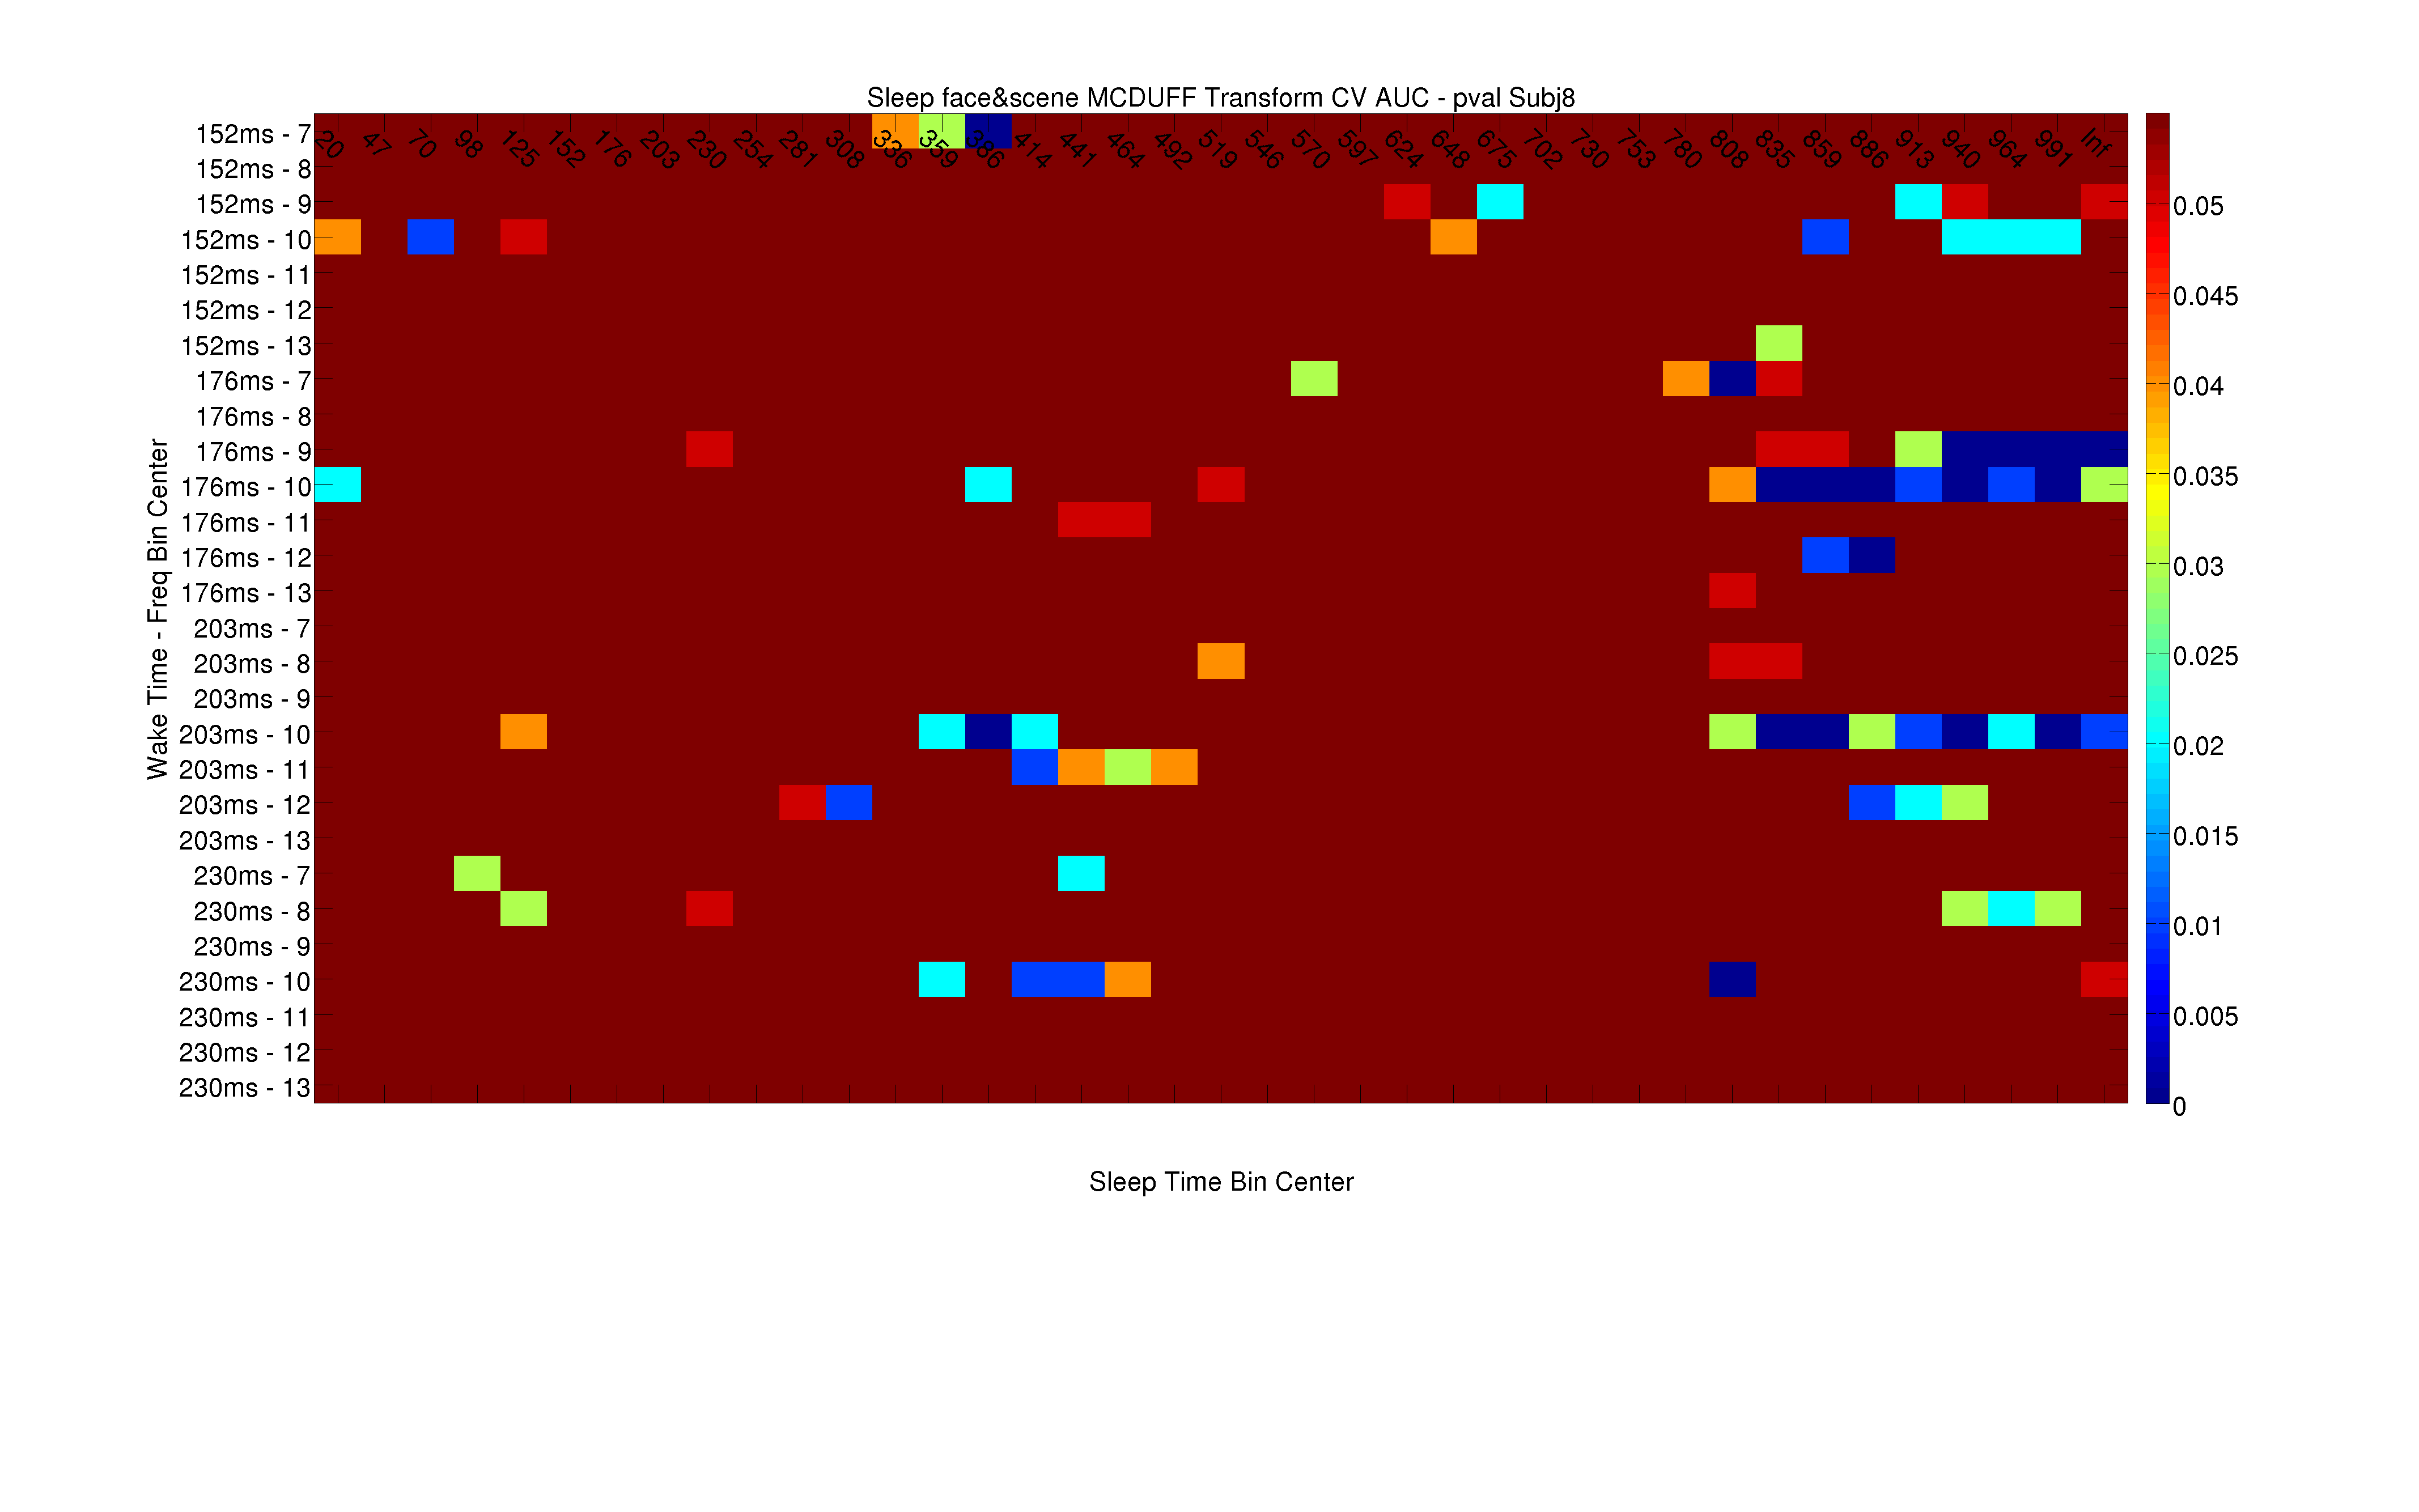 Sleep face&scene MCDUFF Transform CV AUC - pval Subj8
20 47 70 98 125 152 176 203 230 254 281 308 336 359 386 414 441 464 492 519 546 570 597 624 648 675 702 730 753 780 808 835 859 886 913 940 964 991 Inf
Wake Time - Freq Bin Center
152ms - 7
152ms - 8
152ms - 9
152ms - 10
152ms - 11
152ms - 12
152ms - 13
176ms - 7
176ms - 8
176ms - 9
176ms - 10
176ms - 11
176ms - 12
176ms - 13
203ms - 7
203ms - 8
203ms - 9
203ms - 10
203ms - 11
203ms - 12
203ms - 13
230ms - 7
230ms - 8
230ms - 9
230ms - 10
230ms - 11
230ms - 12
230ms - 13
0.05
0.045
0.04
0.035
0.03
0.025
0.02
0.015
0.01
0.005
0
Sleep Time Bin Center